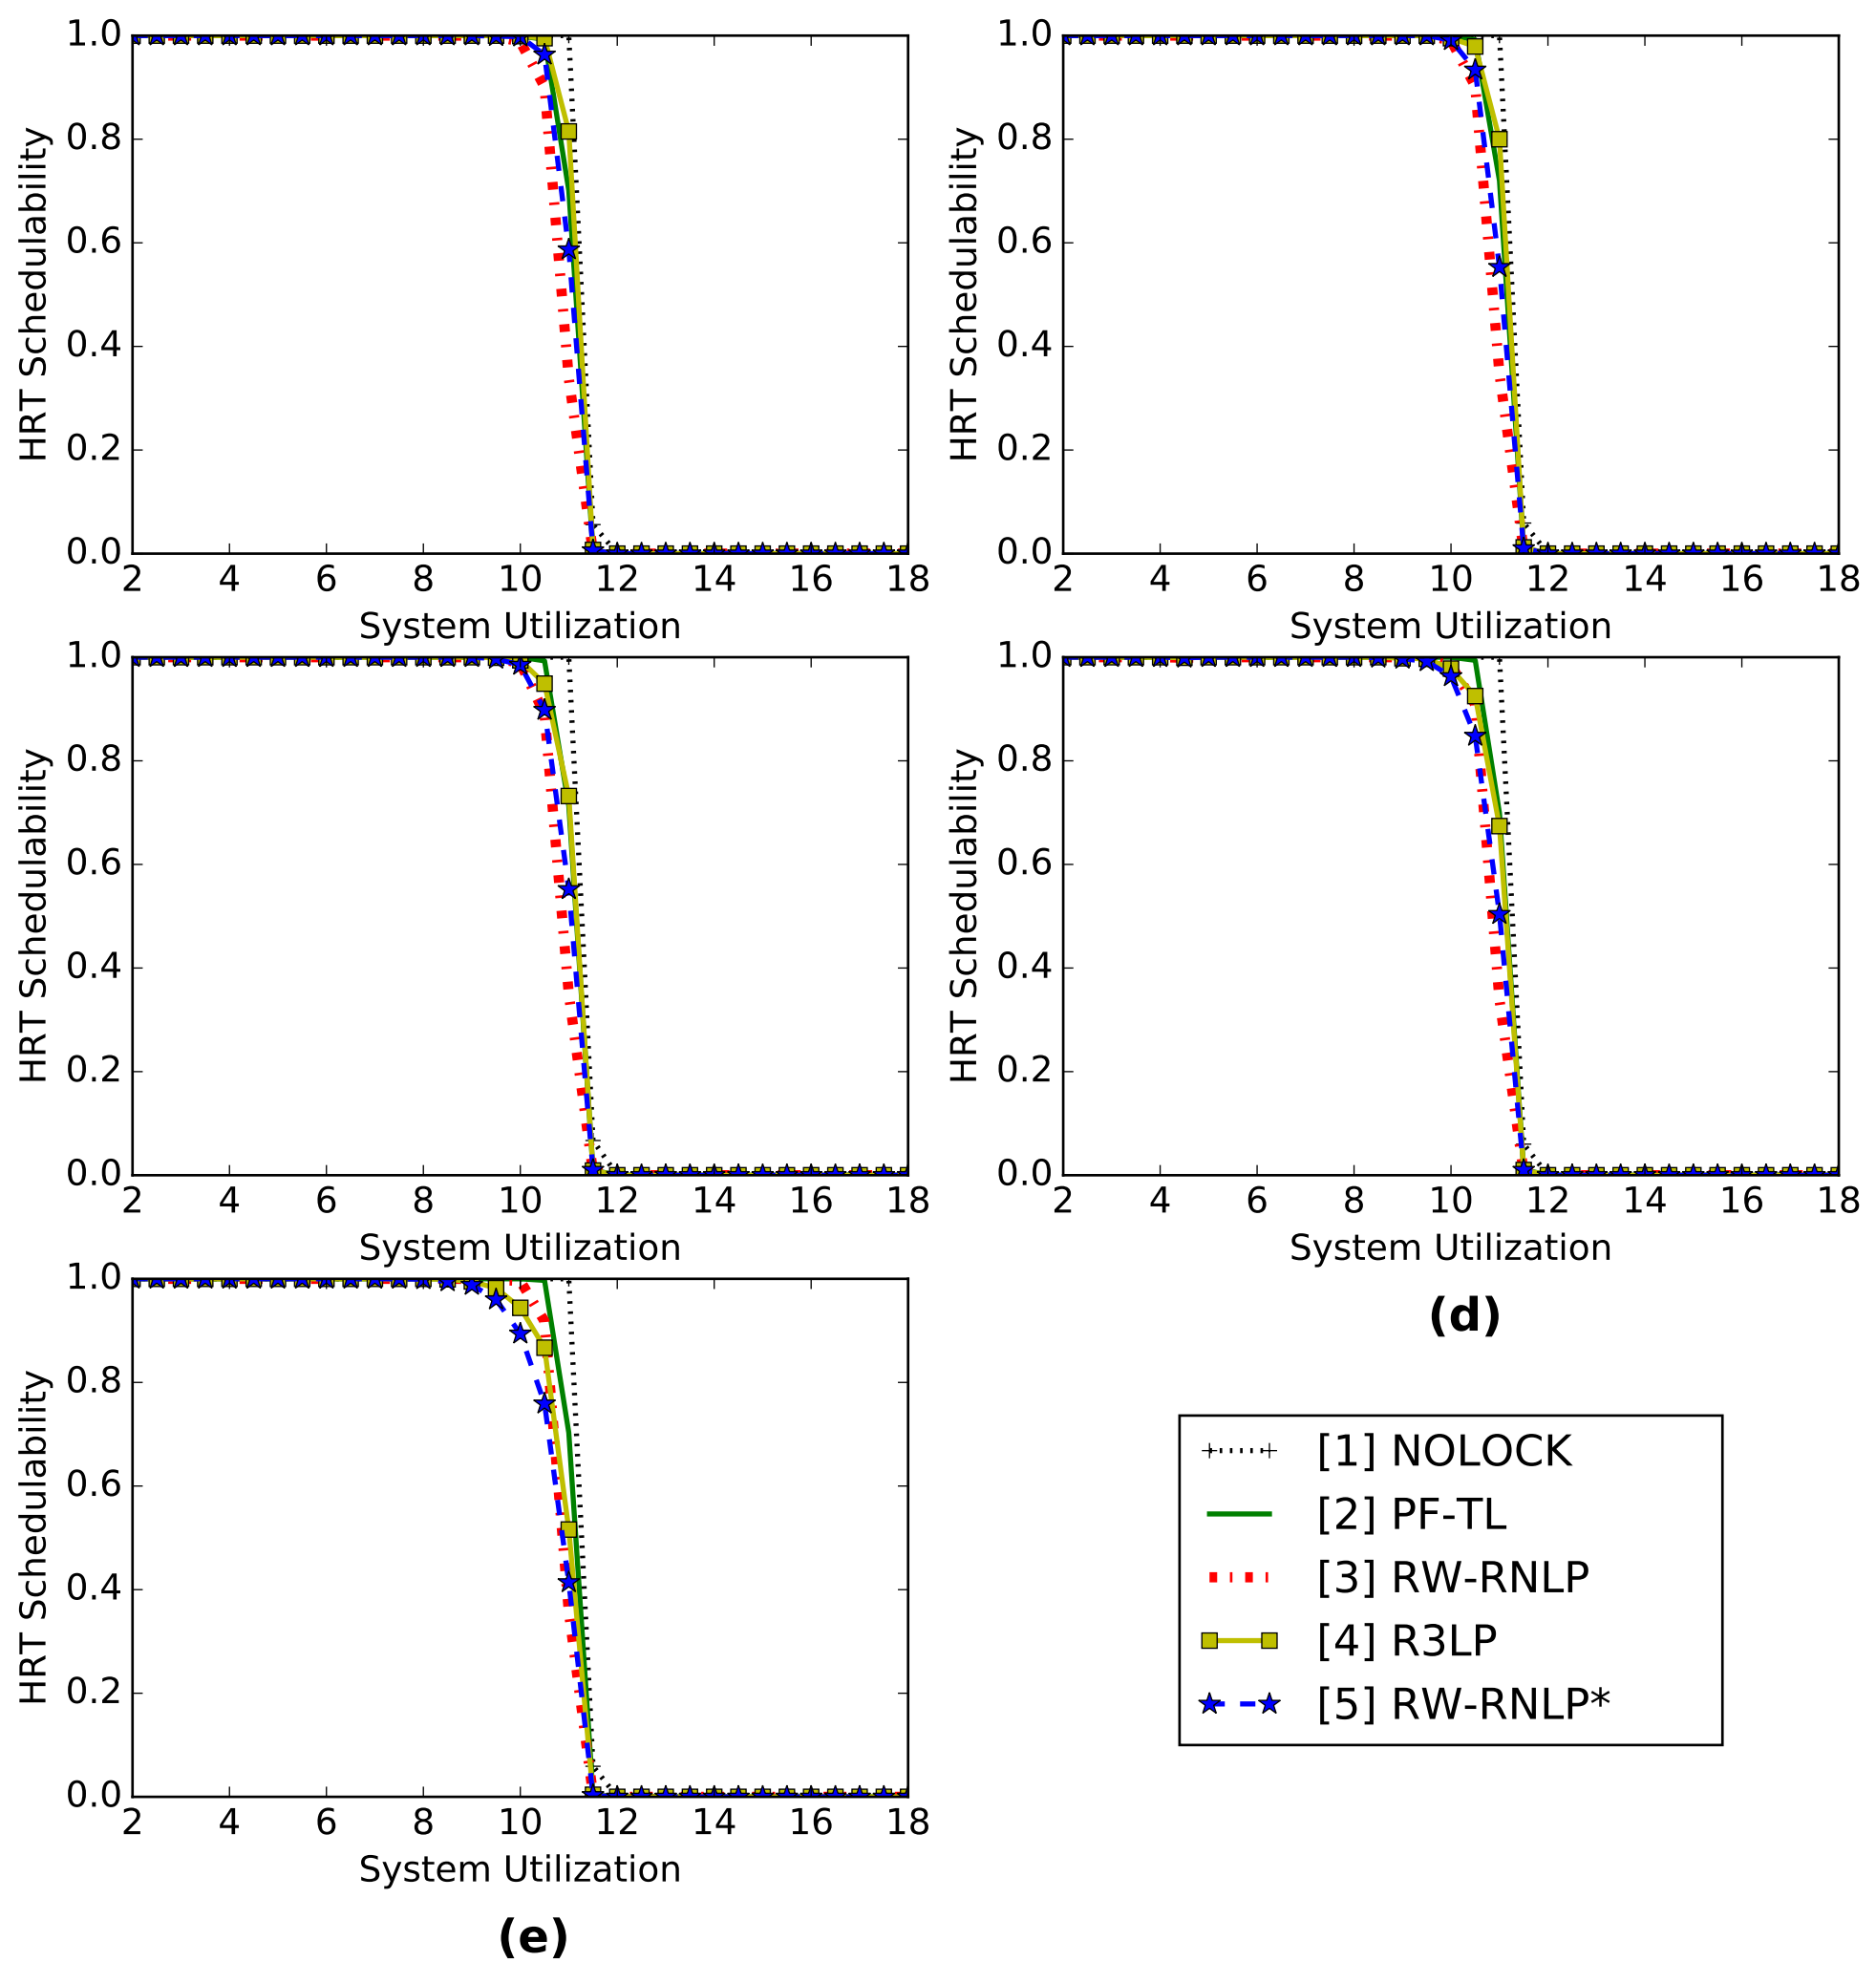 1.0
0.8
0.6
0.4
0.2
0.0
HRT Schedulability
2 4 6 8 10 12 14 16 18
System Utilization
1.0
0.8
0.6
0.4
0.2
0.0
HRT Schedulability
2 4 6 8 10 12 14 16 18
System Utilization
1.0
0.8
0.6
0.4
0.2
0.0
HRT Schedulability
2 4 6 8 10 12 14 16 18
System Utilization
1.0
0.8
0.6
0.4
0.2
0.0
HRT Schedulability
2 4 6 8 10 12 14 16 18
System Utilization
(d)
1.0
0.8
0.6
0.4
0.2
0.0
HRT Schedulability
2 4 6 8 10 12 14 16 18
System Utilization
(e)
[1] NOLOCK
[2] PF-TL
[3] RW-RNLP
[4] R3LP
[5] RW-RNLP*